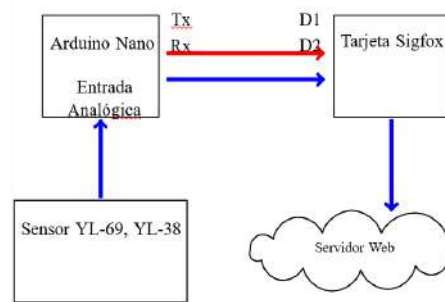 Tx D1
Arduino Nano Rx D2 Tarjeta Sigfox
Entrada
Analógica
Sensor YL-69, YL-38
Servidor Web